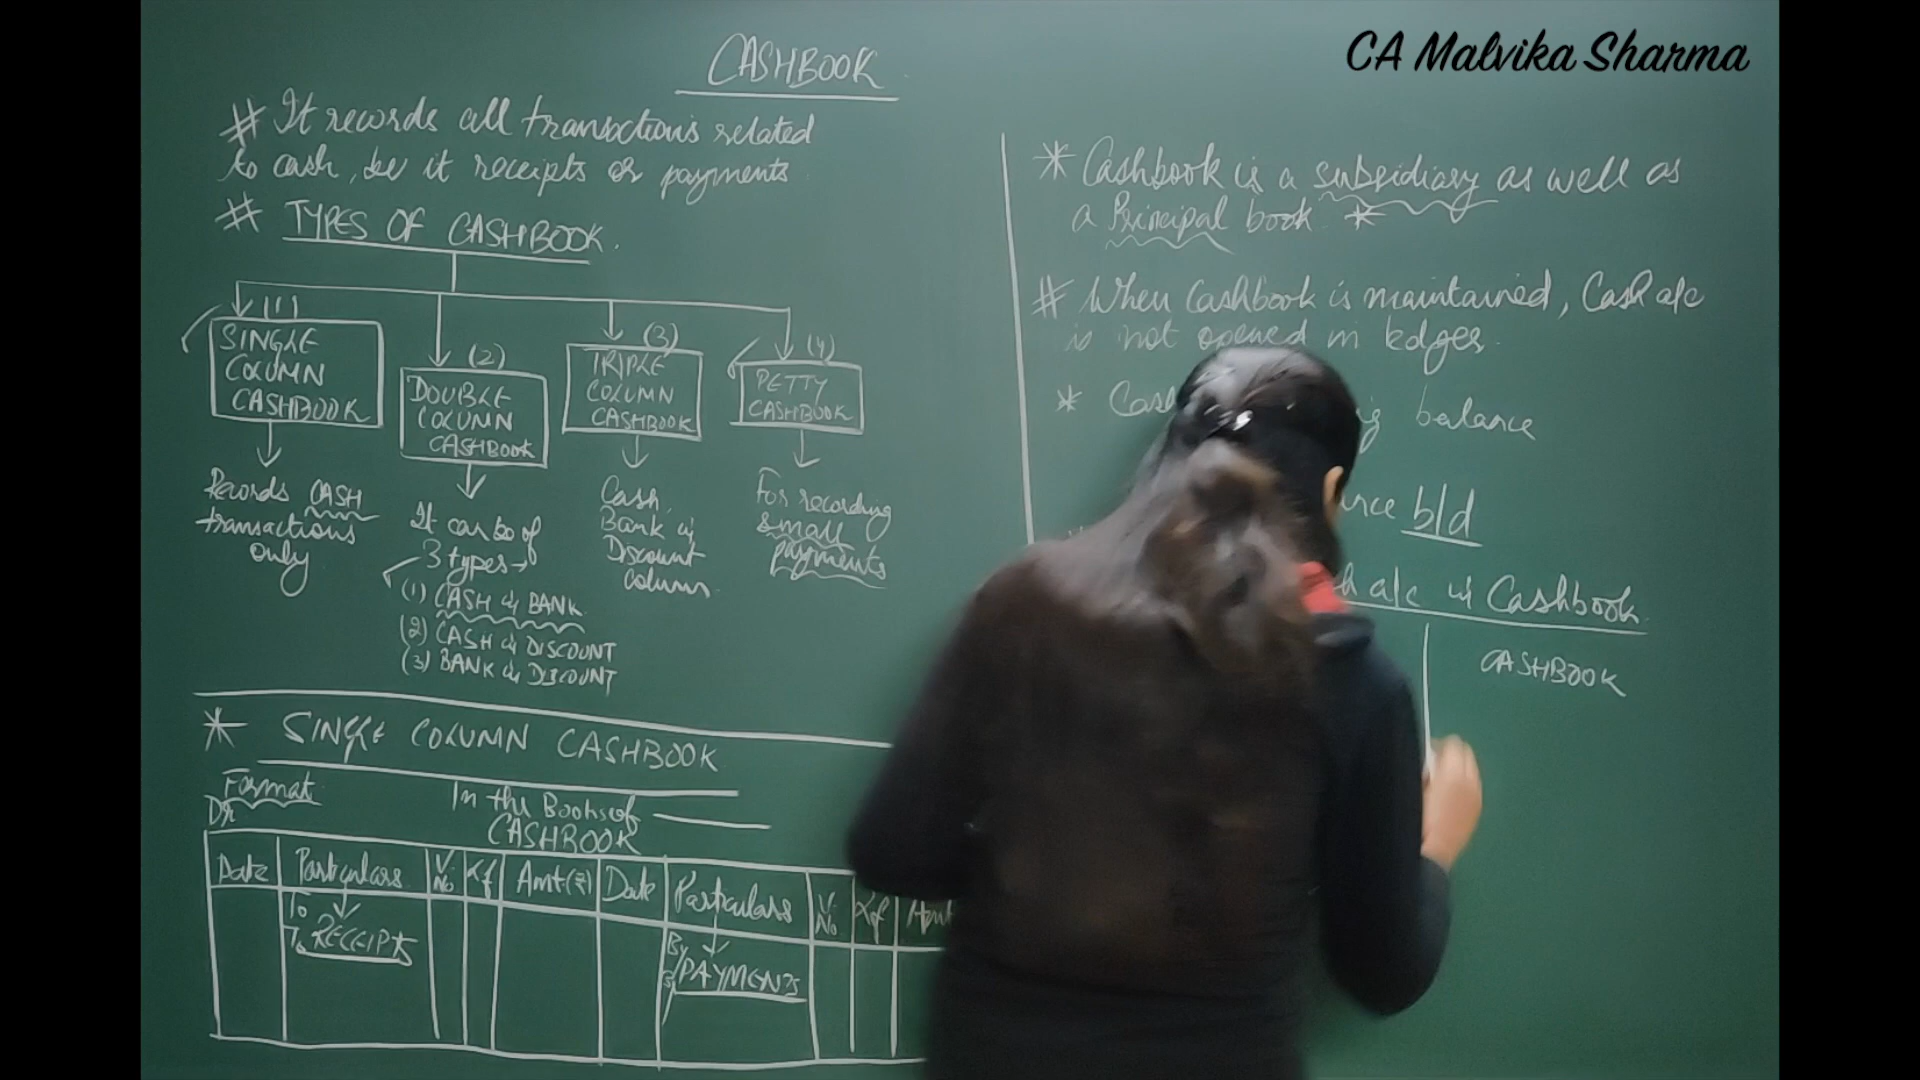 CA Malvika Sharma
CASHBOOK
# It records all transactions related
to cash, be it receipts or payments
# TYPES OF CASHBOOK.
(1)
SINGLE
COLUMN
CASHBOOK
Records CASH
transactions
only
(2)
DOUBLE
COLUMN
CASHBOOK
It can be of
3 types→
(1) CASH & BANK
(2) CASH & DISCOUNT
(3) BANK & DISCOUNT
(3)
TRIPLE
COLUMN
CASHBOOK
Cash,
Bank &
Discount
column
(4)
PETTY
CASHBOOK
For recording
small
payments
* SINGLE COLUMN CASHBOOK
Format
Dr
In the Books of
CASHBOOK
Date Particulars V. No Lf Amt(₹) Date Particulars V. No. Lf Amt
To
To RECEIPTS
By
By PAYMENTS
* Cashbook is a subsidiary as well as
a Principal book *
# When Cashbook is maintained, Cash a/c
is not opened in
* balance
b/d
a/c & Cashbook
CASHBOOK